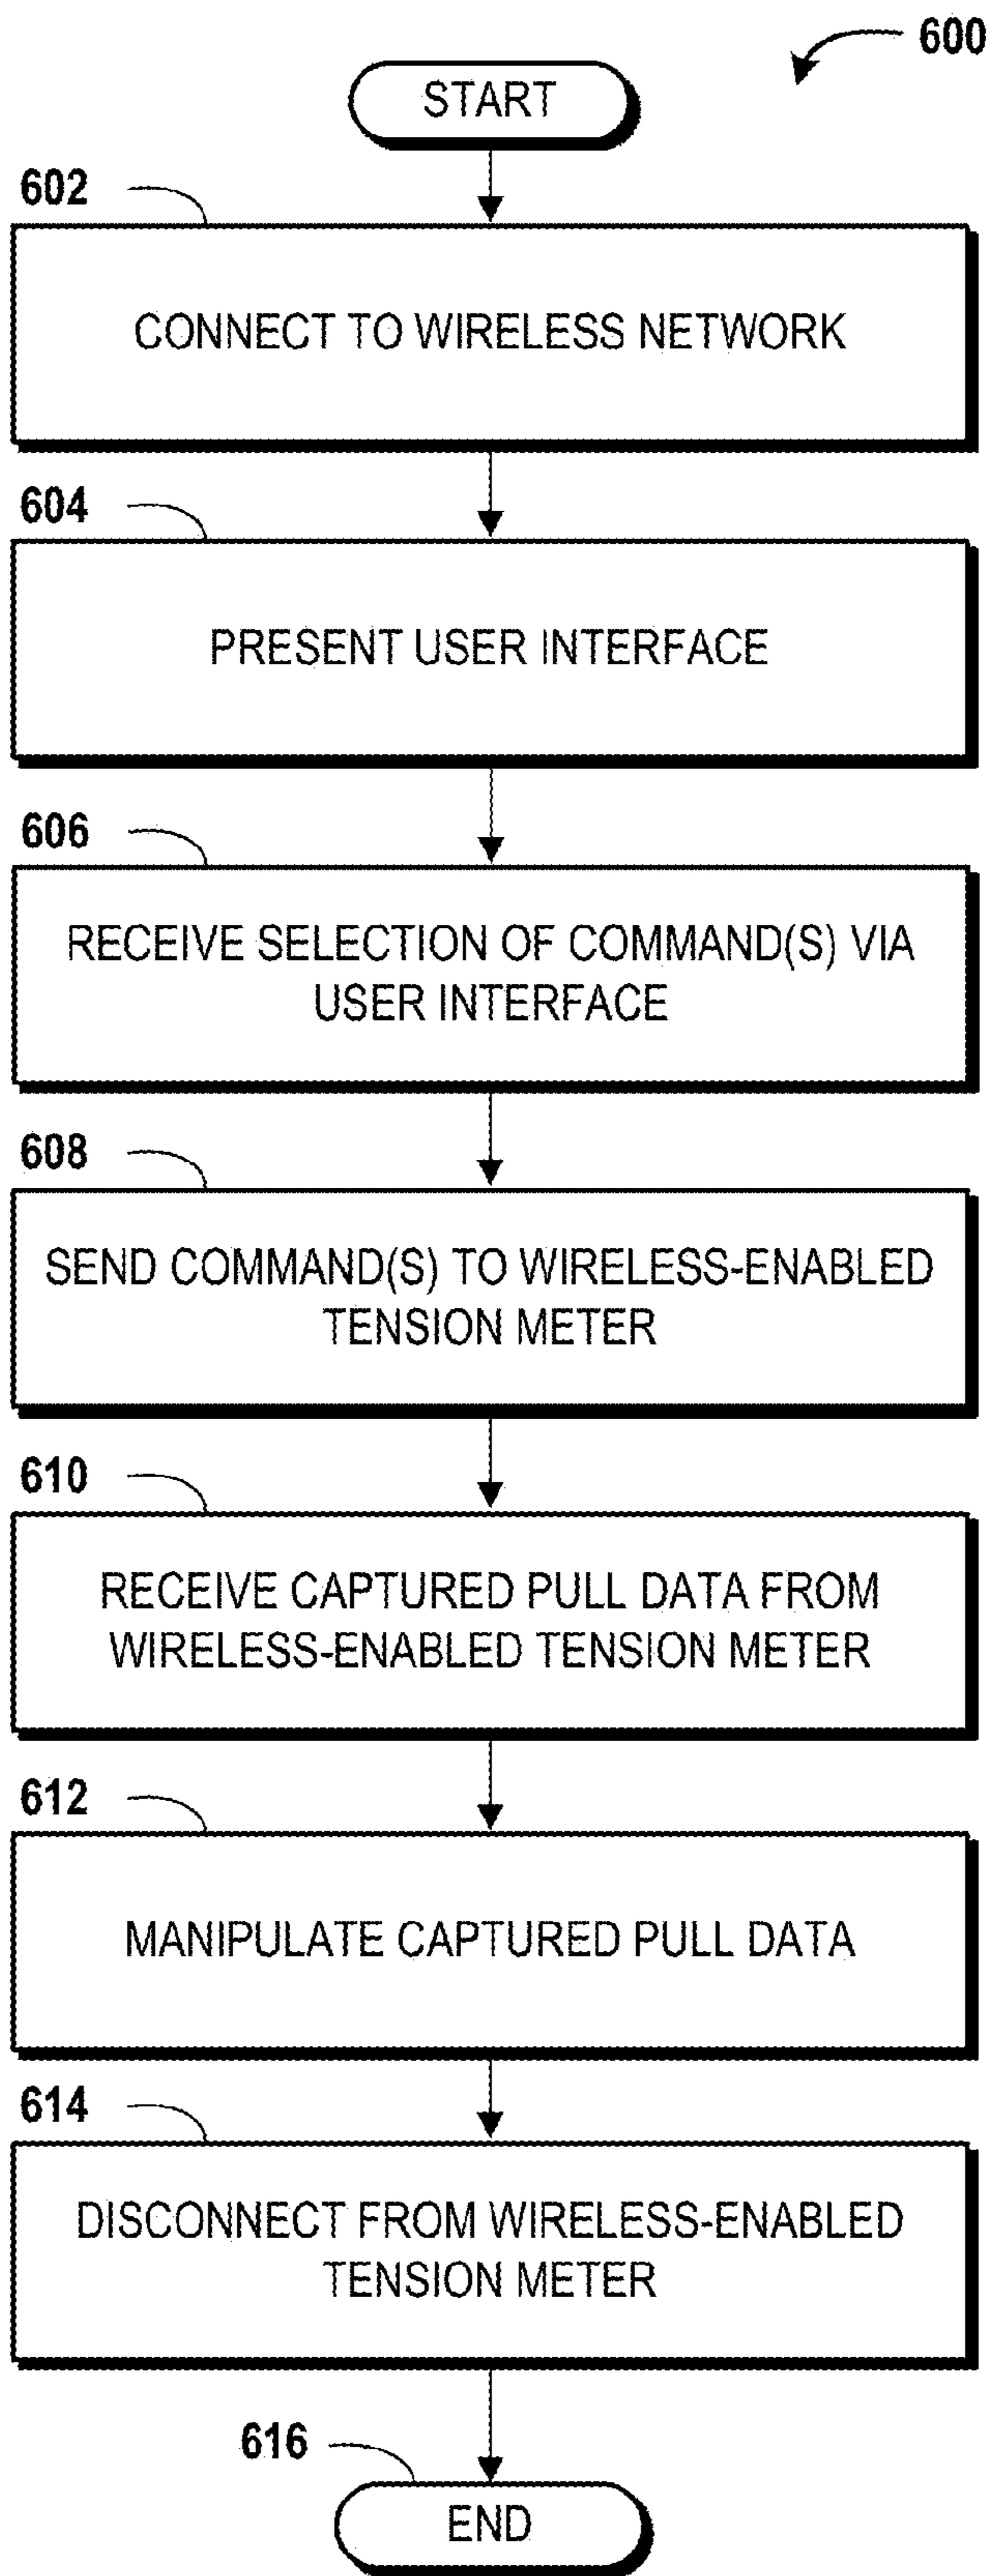 600
START
602
CONNECT TO WIRELESS NETWORK
604
PRESENT USER INTERFACE
606
RECEIVE SELECTION OF COMMAND(S) VIA
USER INTERFACE
608
SEND COMMAND(S) TO WIRELESS-ENABLED
TENSION METER
610
RECEIVE CAPTURED PULL DATA FROM
WIRELESS-ENABLED TENSION METER
612
MANIPULATE CAPTURED PULL DATA
614
DISCONNECT FROM WIRELESS-ENABLED
TENSION METER
616
END